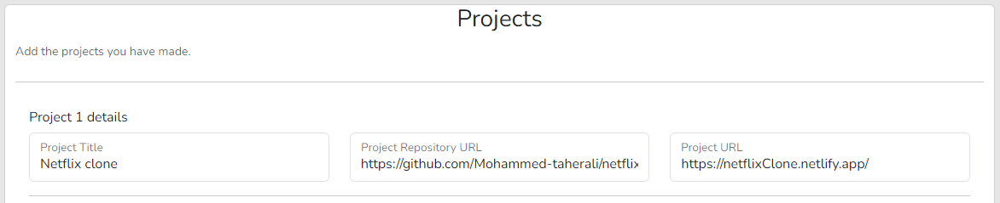 Projects
Add the projects you have made.
Project 1 details
Project Title
Netflix clone
Project Repository URL
https://github.com/Mohammed-taherali/netflix
Project URL
https://netflixClone.netlify.app/